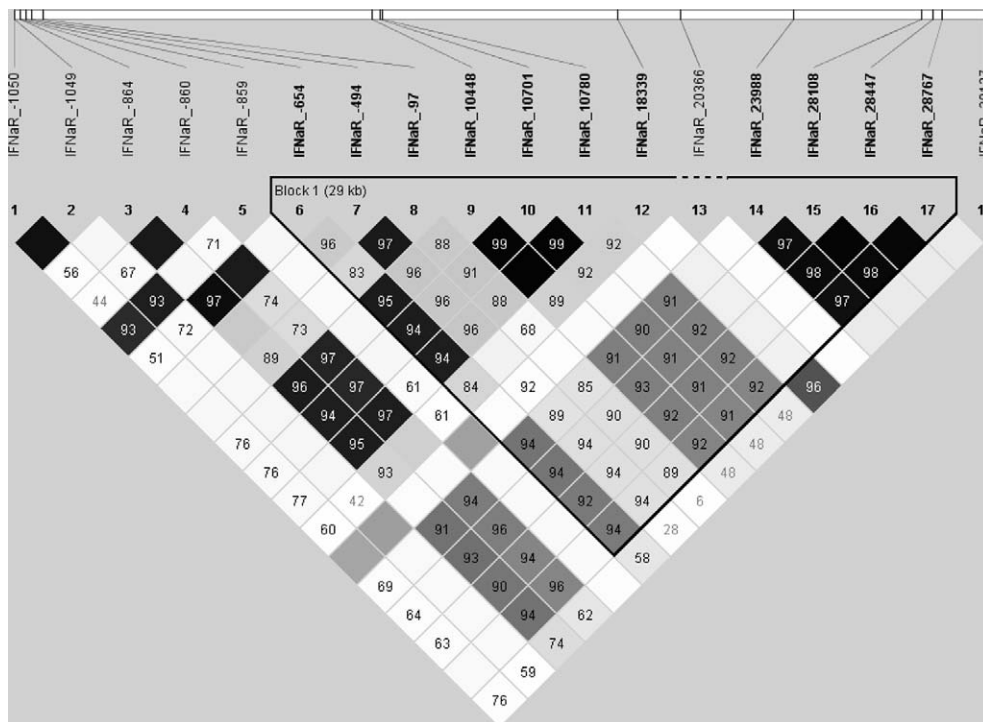 IFNaR_-1050
IFNaR_-1049
IFNaR_-864
IFNaR_-860
IFNaR_-859
IFNaR_-654
IFNaR_-494
IFNaR_-97
IFNaR_10448
IFNaR_10701
IFNaR_10780
IFNaR_18339
IFNaR_20366
IFNaR_23988
IFNaR_28108
IFNaR_28447
IFNaR_28767
Block 1 (29 kb)
1 2 3 4 5 6 7 8 9 10 11 12 13 14 15 16 17 1
71 96 97 88 99 99 92 97
56 67 83 96 91 92 98 98
44 93 97 74 95 96 88 89 91 97
93 72 73 94 96 68 90 92
51 89 97 94 91 91 92
96 97 61 84 92 85 93 91 92 96
94 97 61 89 90 92 91 48
76 95 94 94 90 92 48
76 93 94 94 89 48
77 42 94 92 94 6
60 91 96 94 28
93 94 58
69 90 96
64 94 62
63 74
59
76